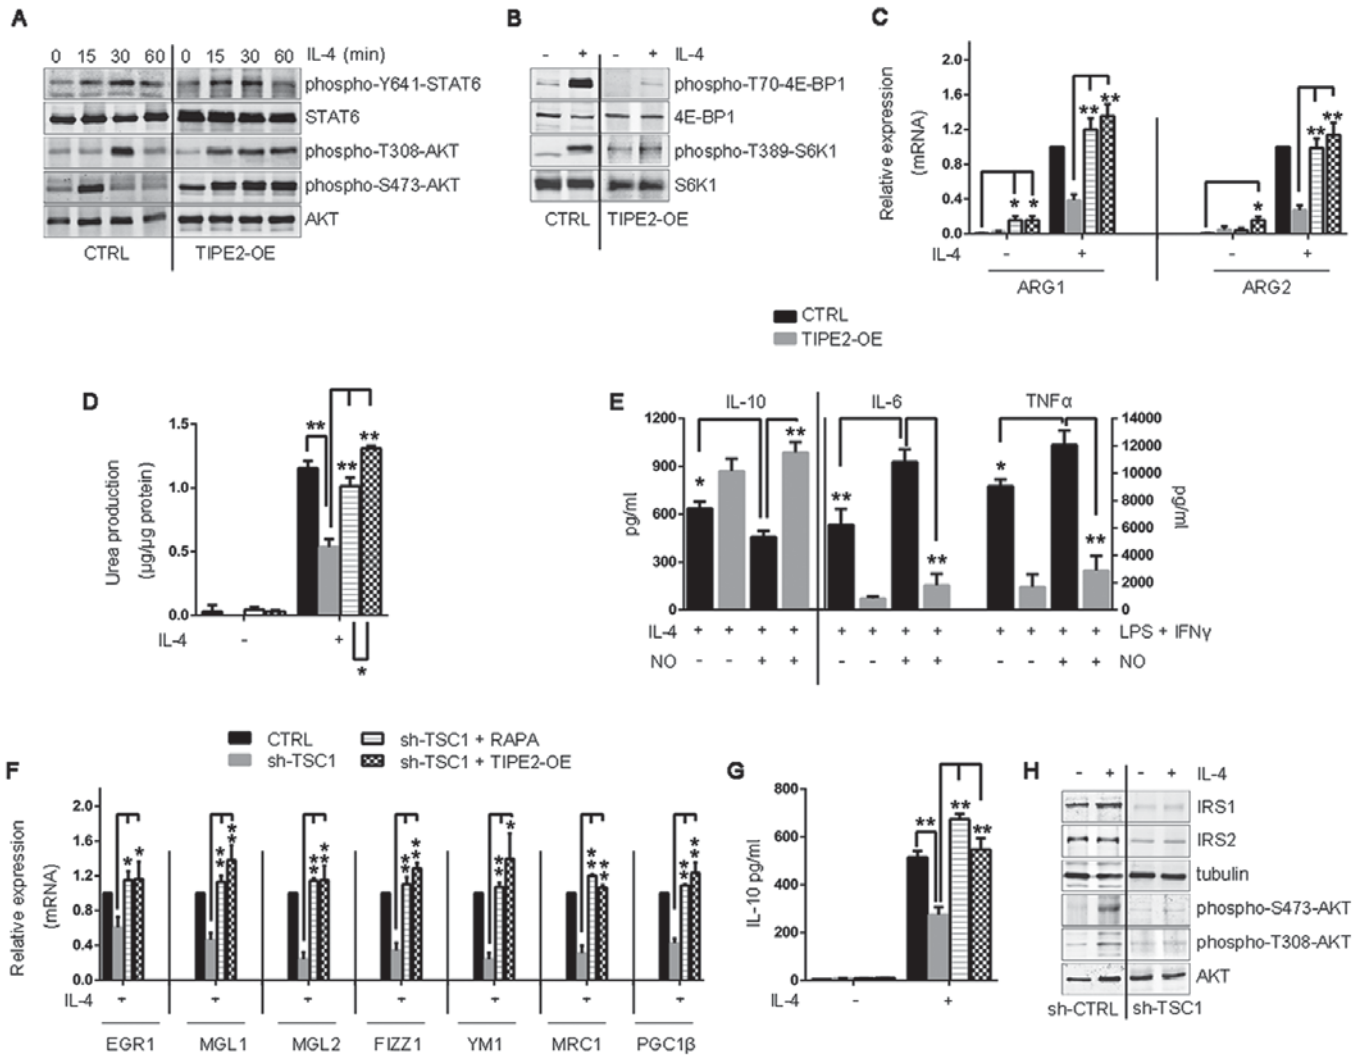 A
0 15 30 60 0 15 30 60 IL-4 (min)
phospho-Y641-STAT6
STAT6
phospho-T308-AKT
phospho-S473-AKT
AKT
CTRL TIPE2-OE
B
- + - + IL-4
phospho-T70-4E-BP1
4E-BP1
phospho-T389-S6K1
S6K1
CTRL TIPE2-OE
C
Relative expression
(mRNA)
2.0
1.6
1.2
0.8
0.4
0.0
* * ** ** * ** **
IL-4 - + - +
ARG1 ARG2
CTRL
TIPE2-OE
D
Urea production
(µg/µg protein)
1.5
1.0
0.5
0.0
** ** **
IL-4 - +
*
E
IL-10 IL-6 TNFα
pg/ml
1200
900
600
300
0
* ** ** ** * **
14000
12000
10000
8000
6000
4000
2000
0
pg/ml
IL-4 + + + + + + + + + + + + LPS + IFNγ
NO - - + + - - + + - - + + NO
CTRL sh-TSC1 + RAPA
sh-TSC1 sh-TSC1 + TIPE2-OE
F
Relative expression
(mRNA)
2.0
1.6
1.2
0.8
0.4
0.0
* * ** ** ** ** ** ** ** * ** ** ** **
IL-4 + + + + + + +
EGR1 MGL1 MGL2 FIZZ1 YM1 MRC1 PGC1β
G
IL-10 pg/ml
800
600
400
200
0
** ** **
IL-4 - +
H
- + - + IL-4
IRS1
IRS2
tubulin
phospho-S473-AKT
phospho-T308-AKT
AKT
sh-CTRL sh-TSC1